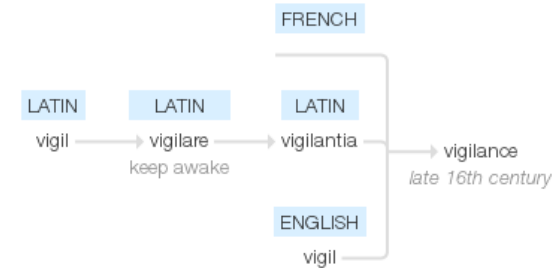 FRENCH
LATIN LATIN LATIN
vigil vigilare vigilantia vigilance
keep awake late 16th century
ENGLISH
vigil